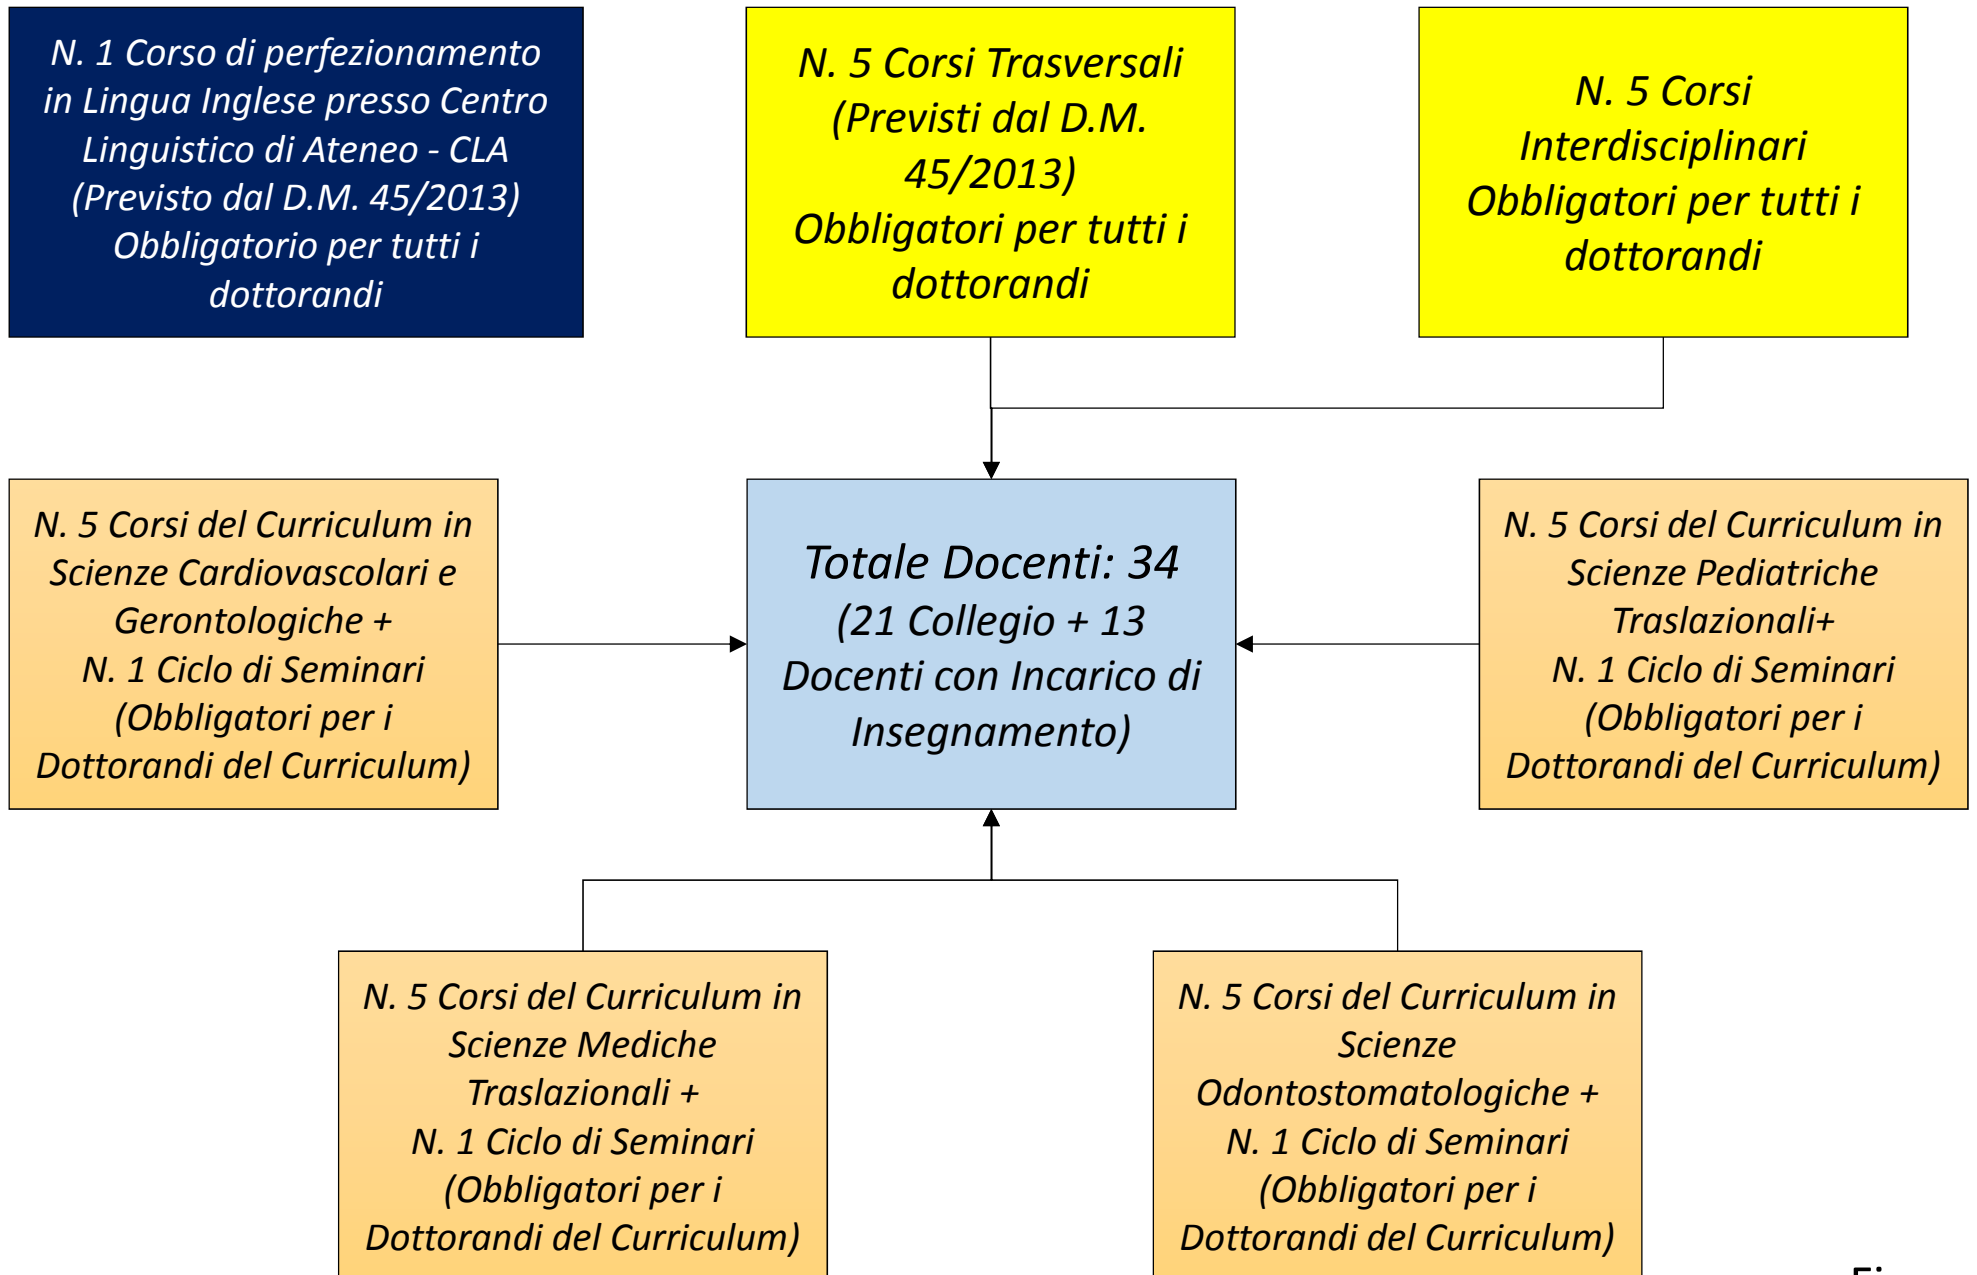 N. 1 Corso di perfezionamento
in Lingua Inglese presso Centro
Linguistico di Ateneo - CLA
(Previsto dal D.M. 45/2013)
Obbligatorio per tutti i
dottorandi
N. 5 Corsi Trasversali
(Previsti dal D.M.
45/2013)
Obbligatori per tutti i
dottorandi
N. 5 Corsi
Interdisciplinari
Obbligatori per tutti i
dottorandi
N. 5 Corsi del Curriculum in
Scienze Cardiovascolari e
Gerontologiche +
N. 1 Ciclo di Seminari
(Obbligatori per i
Dottorandi del Curriculum)
Totale Docenti: 34
(21 Collegio + 13
Docenti con Incarico di
Insegnamento)
N. 5 Corsi del Curriculum in
Scienze Pediatriche
Traslazionali+
N. 1 Ciclo di Seminari
(Obbligatori per i
Dottorandi del Curriculum)
N. 5 Corsi del Curriculum in
Scienze Mediche
Traslazionali +
N. 1 Ciclo di Seminari
(Obbligatori per i
Dottorandi del Curriculum)
N. 5 Corsi del Curriculum in
Scienze
Odontostomatologiche +
N. 1 Ciclo di Seminari
(Obbligatori per i
Dottorandi del Curriculum)